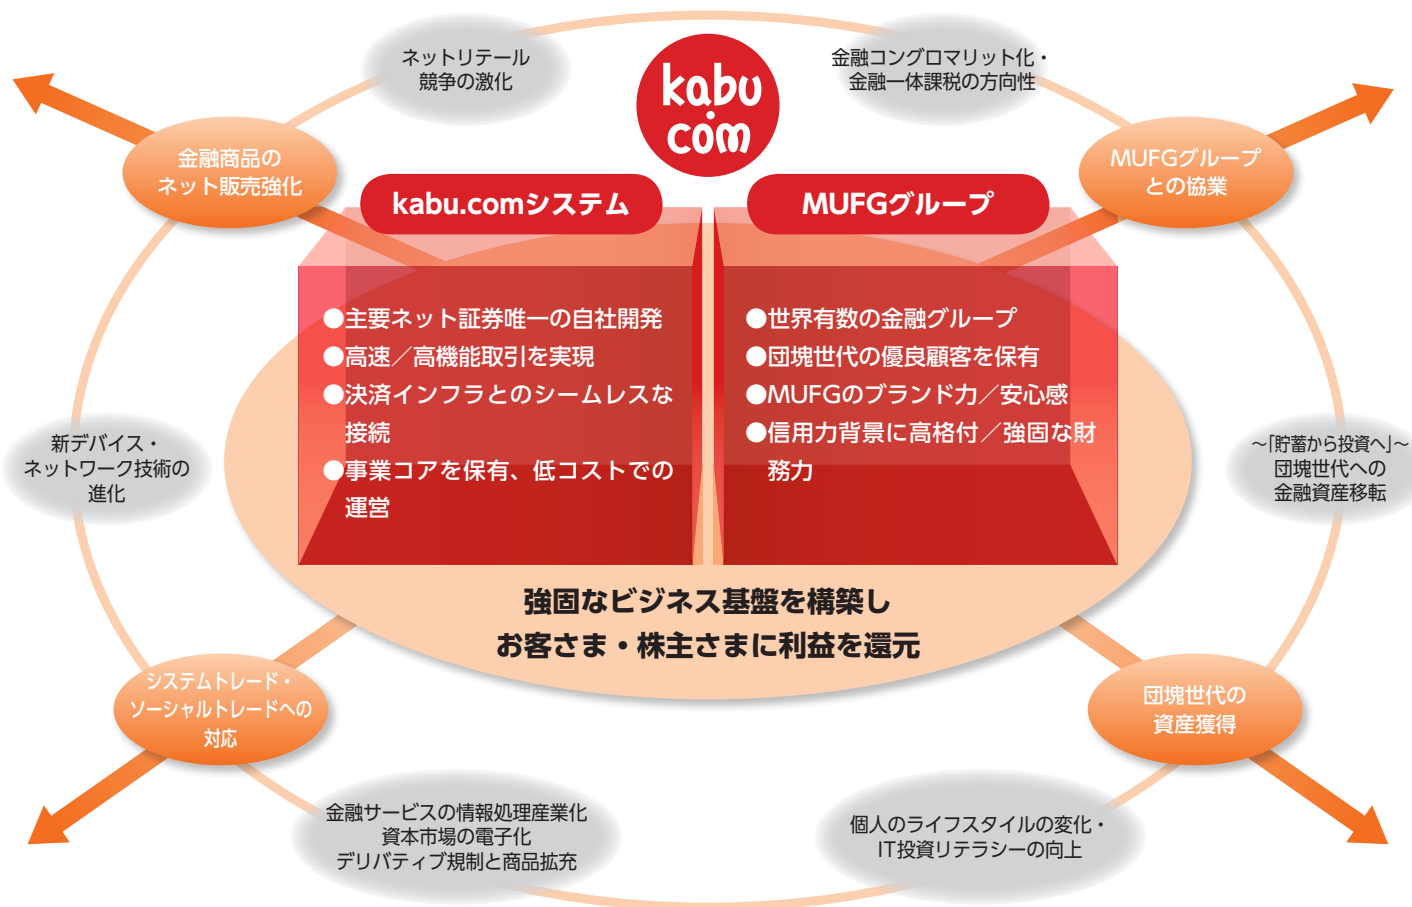 ネットリテール
競争の激化
kabu
.com
金融コングロマリット化・
金融一体課税の方向性
金融商品の
ネット販売強化
MUFGグループ
との協業
kabu.comシステム
●主要ネット証券唯一の自社開発
●高速／高機能取引を実現
●決済インフラとのシームレスな
接続
●事業コアを保有、低コストでの
運営
MUFGグループ
●世界有数の金融グループ
●団塊世代の優良顧客を保有
●MUFGのブランド力／安心感
●信用力背景に高格付／強固な財
務力
新デバイス・
ネットワーク技術の
進化
～｢貯蓄から投資へ｣～
団塊世代への
金融資産移転
強固なビジネス基盤を構築し
お客さま・株主さまに利益を還元
システムトレード・
ソーシャルトレードへの
対応
団塊世代の
資産獲得
金融サービスの情報処理産業化
資本市場の電子化
デリバティブ規制と商品拡充
個人のライフスタイルの変化・
IT投資リテラシーの向上